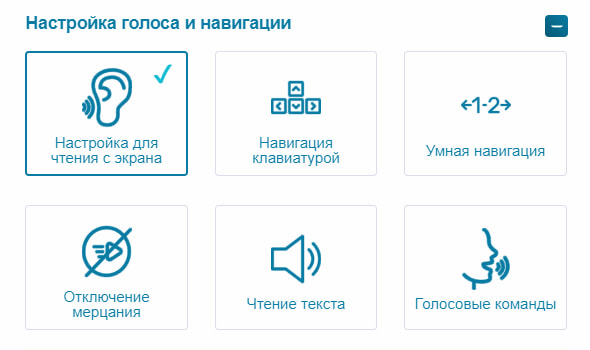 Настройка голоса и навигации
Настройка для
чтения с экрана
Навигация
клавиатурой
1-2
Умная навигация
Отключение
мерцания
Чтение текста
Голосовые команды